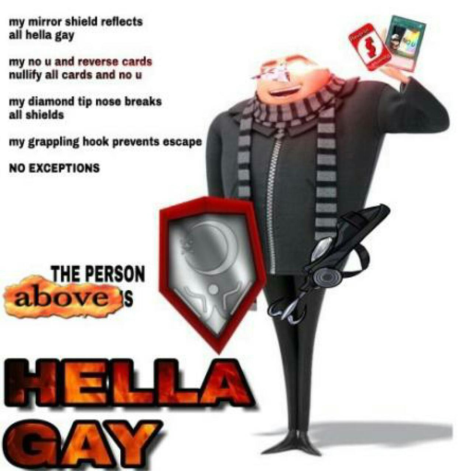 my mirror shield reflects
all hella gay
my no u and reverse cards
nullify all cards and no u
my diamond tip nose breaks
all shields
my grappling hook prevents escape
NO EXCEPTIONS
THE PERSON
above IS
HELLA
GAY